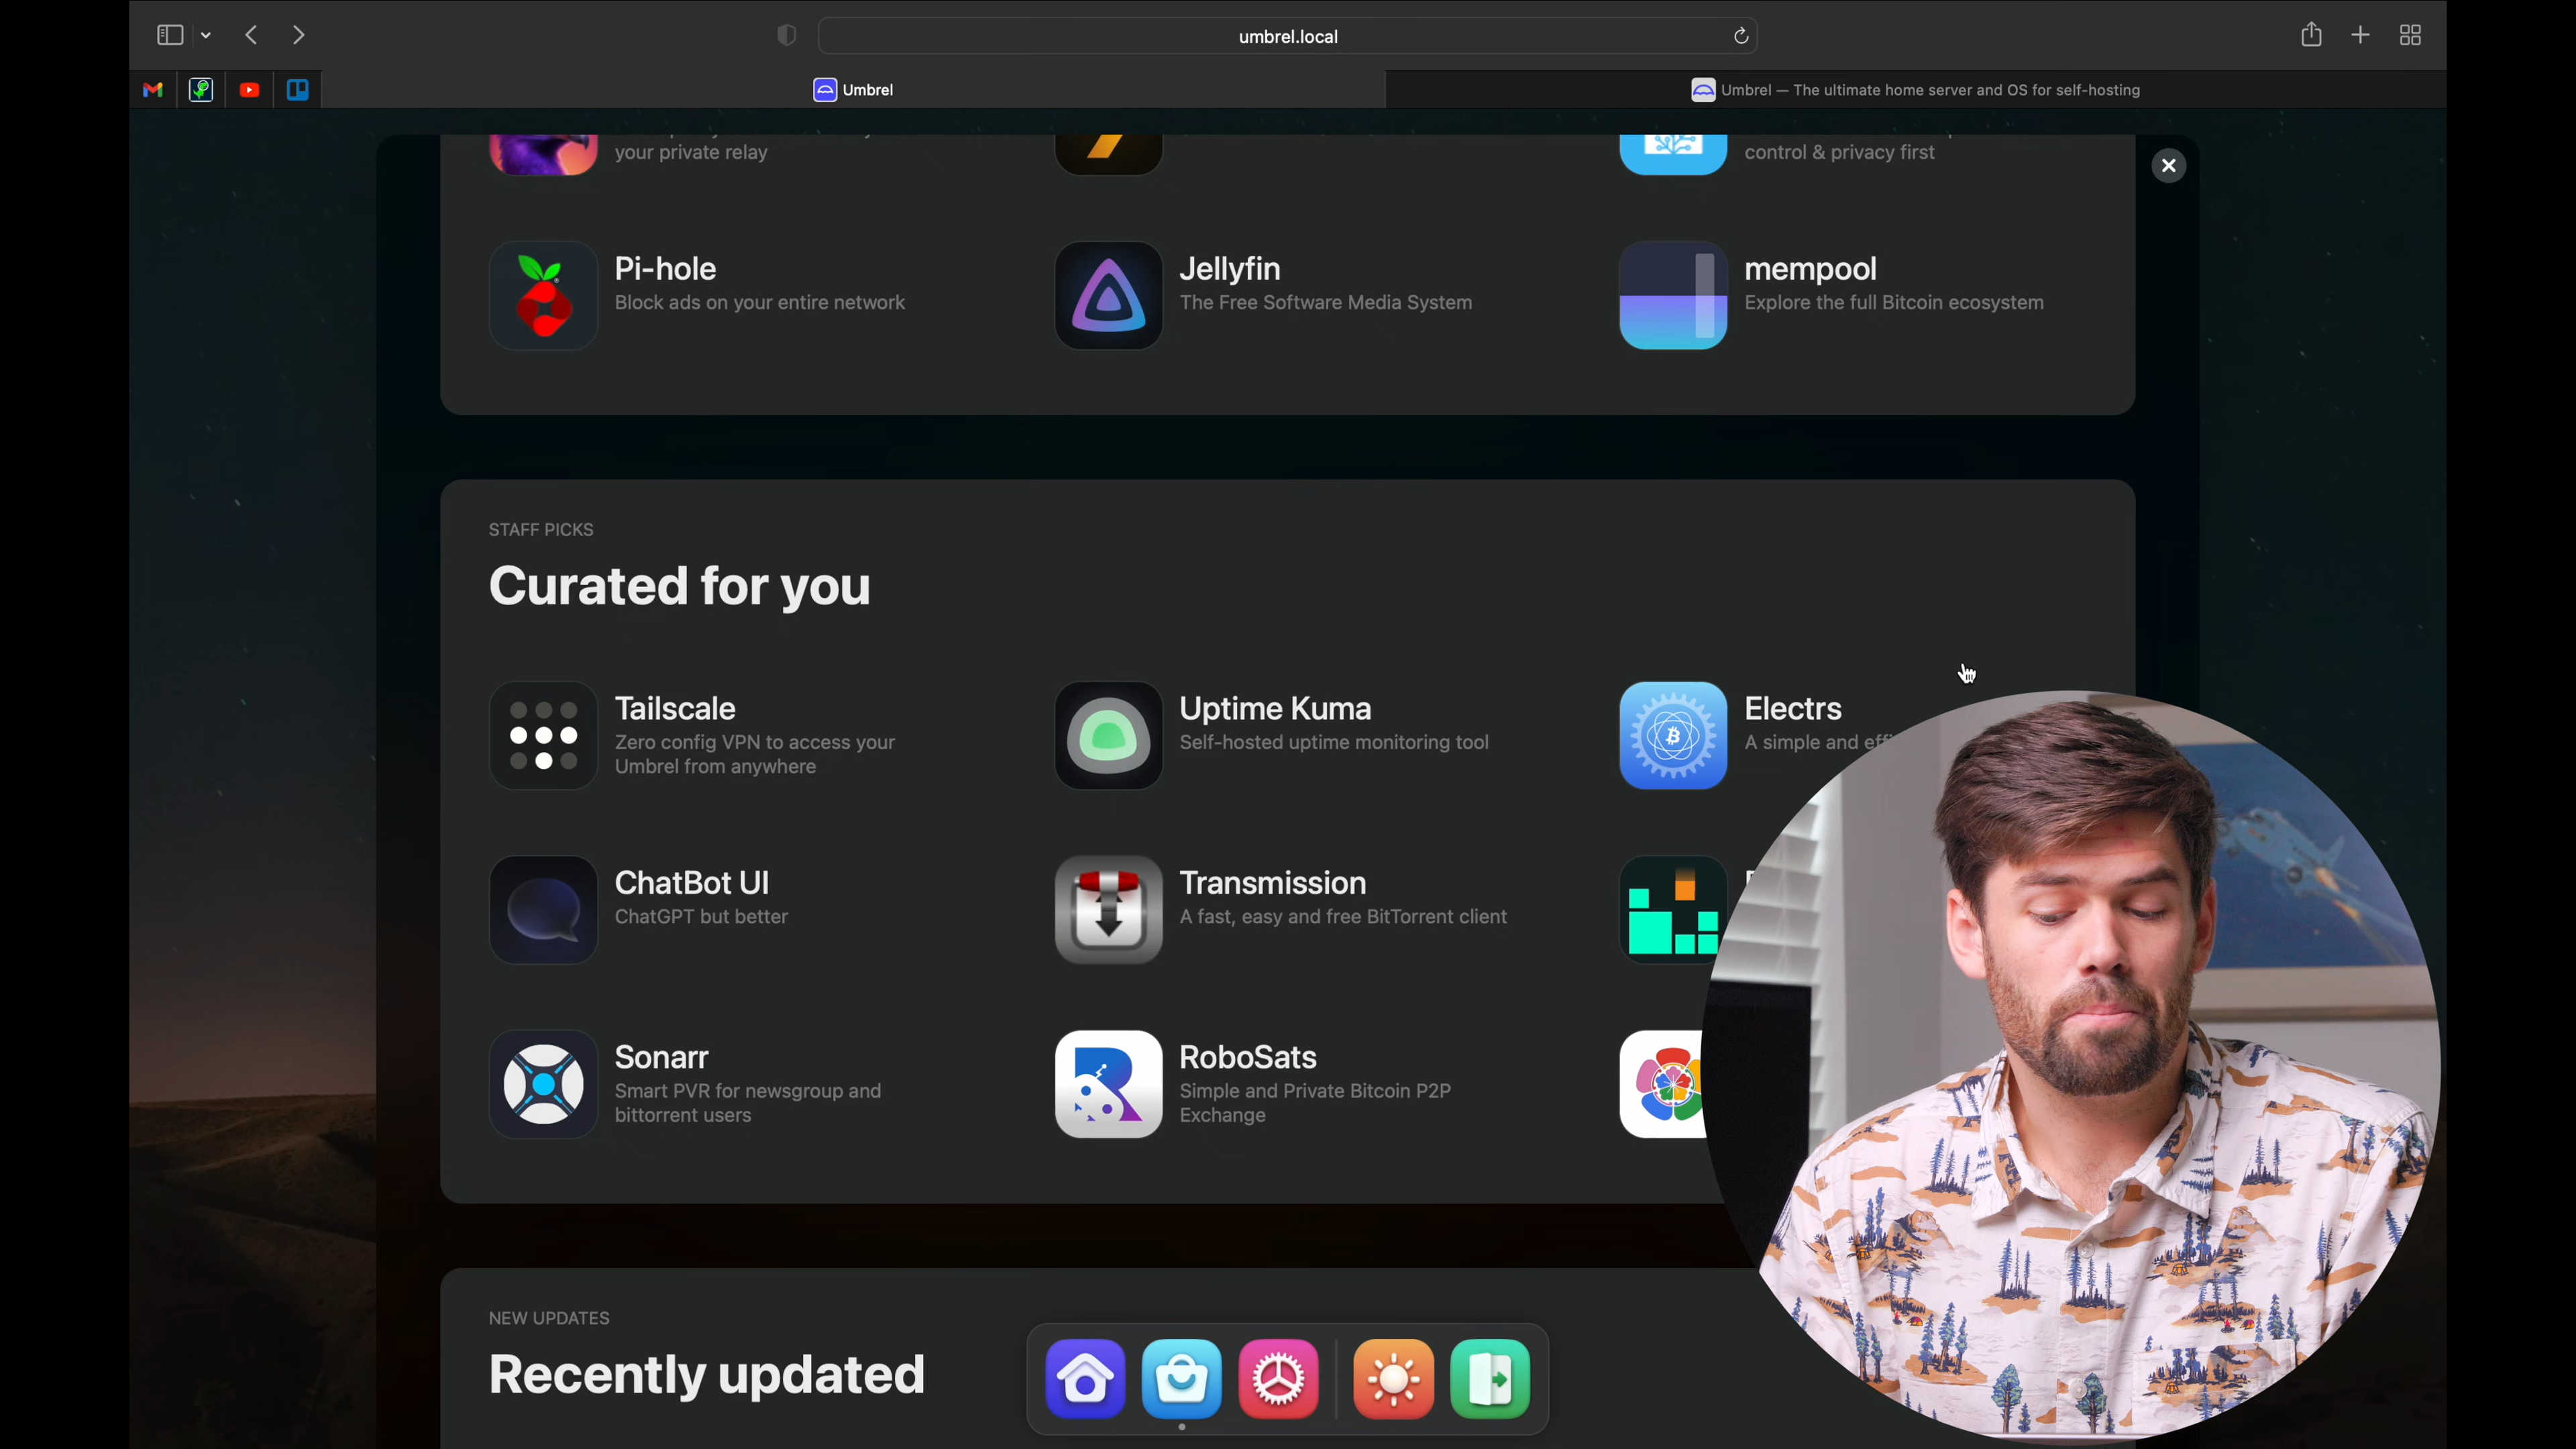 umbrel.local
Umbrel
Umbrel — The ultimate home server and OS for self-hosting
your private relay
control & privacy first
Pi-hole
Block ads on your entire network
Jellyfin
The Free Software Media System
mempool
Explore the full Bitcoin ecosystem
STAFF PICKS
Curated for you
Tailscale
Zero config VPN to access your
Umbrel from anywhere
Uptime Kuma
Self-hosted uptime monitoring tool
Electrs
A simple and
ChatBot UI
ChatGPT but better
Transmission
A fast, easy and free BitTorrent client
Sonarr
Smart PVR for newsgroup and
bittorrent users
RoboSats
Simple and Private Bitcoin P2P
Exchange
NEW UPDATES
Recently updated